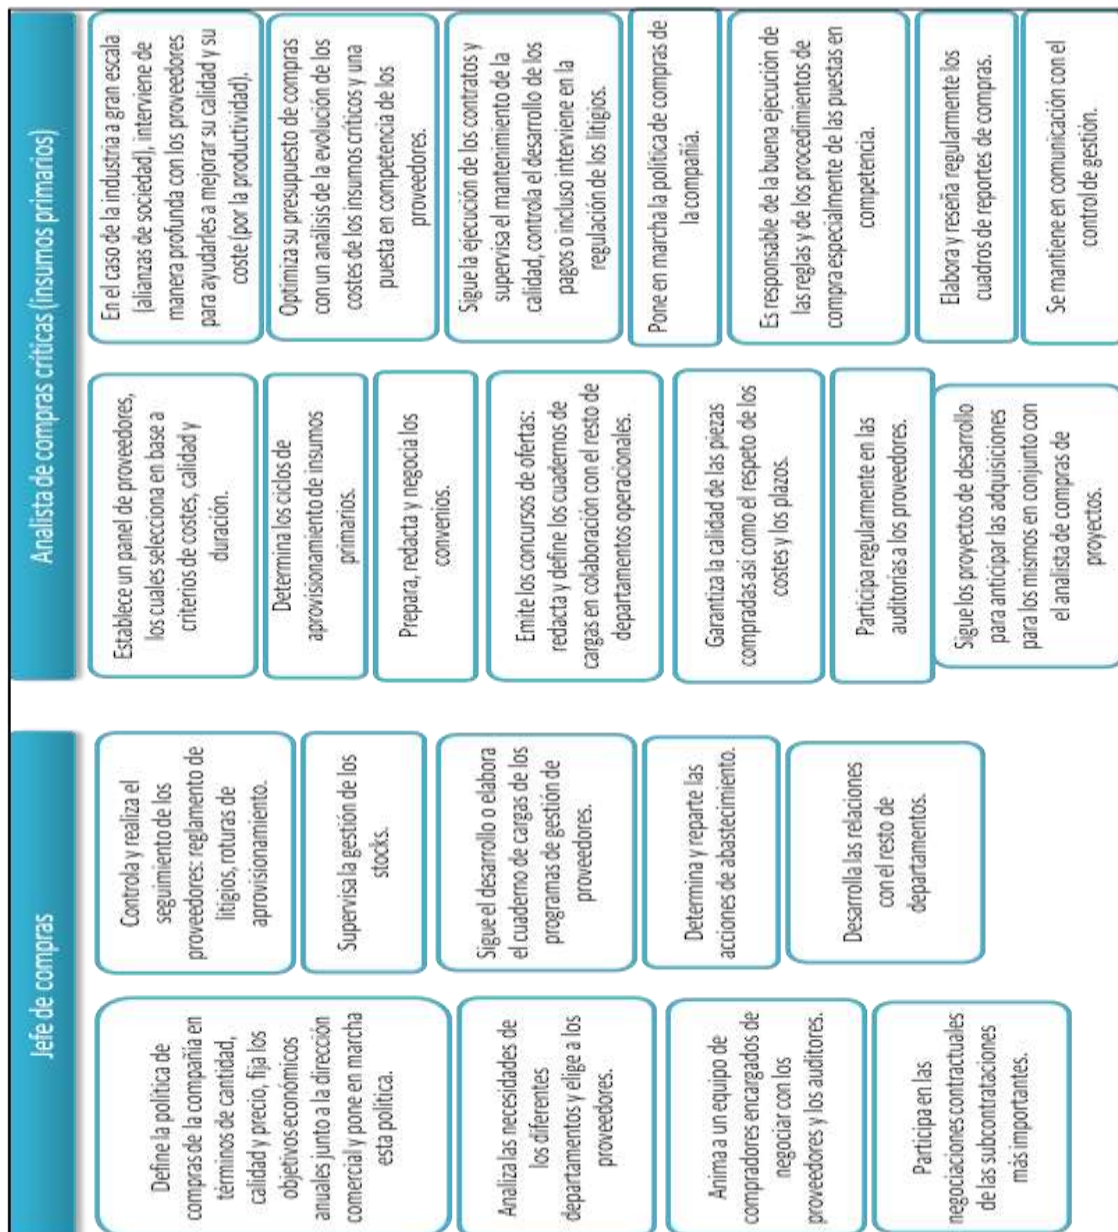 Jefe de compras
Define la política de
compras de la compañía en
términos de cantidad,
calidad y precio, fija los
objetivos económicos
anuales junto a la dirección
comercial y pone en marcha
esta política.
Analiza las necesidades de
los diferentes
departamentos y elige a los
proveedores.
Anima a un equipo de
compradores encargados de
negociar con los
proveedores y los auditores.
Participa en las
negociaciones contractuales
de las subcontrataciones
más importantes.
Controla y realiza el
seguimiento de los
proveedores: reglamento de
litigios, roturas de
aprovisionamiento.
Supervisa la gestión de los
stocks.
Sigue el desarrollo o elabora
el cuaderno de cargas de los
programas de gestión de
proveedores.
Determina y reparte las
acciones de abastecimiento.
Desarrolla las relaciones
con el resto de
departamentos.
Analista de compras críticas (insumos primarios)
Establece un panel de proveedores,
los cuales selecciona en base a
criterios de costes, calidad y
duración.
Determina los ciclos de
aprovisionamiento de insumos
primarios.
Prepara, redacta y negocia los
convenios.
Emite los concursos de ofertas:
redacta y define los cuadernos de
cargas en colaboración con el resto de
departamentos operacionales.
Garantiza la calidad de las piezas
compradas así como el respeto de los
costes y los plazos.
Participa regularmente en las
auditorías a los proveedores.
Sigue los proyectos de desarrollo
para anticipar las adquisiciones
para los mismos en conjunto con
el analista de compras de
proyectos.
En el caso de la industria a gran escala
(alianzas de sociedad), interviene de
manera profunda con los proveedores
para ayudarles a mejorar su calidad y su
coste (por la productividad).
Optimiza su presupuesto de compras
con un análisis de la evolución de los
costes de los insumos críticos y una
puesta en competencia de los
proveedores.
Sigue la ejecución de los contratos y
supervisa el mantenimiento de la
calidad, controla el desarrollo de los
pagos o incluso interviene en la
regulación de los litigios.
Pone en marcha la política de compras de
la compañía.
Es responsable de la buena ejecución de
las reglas y de los procedimientos de
compra especialmente de las puestas en
competencia.
Elabora y reseña regularmente los
cuadros de reportes de compras.
Se mantiene en comunicación con el
control de gestión.